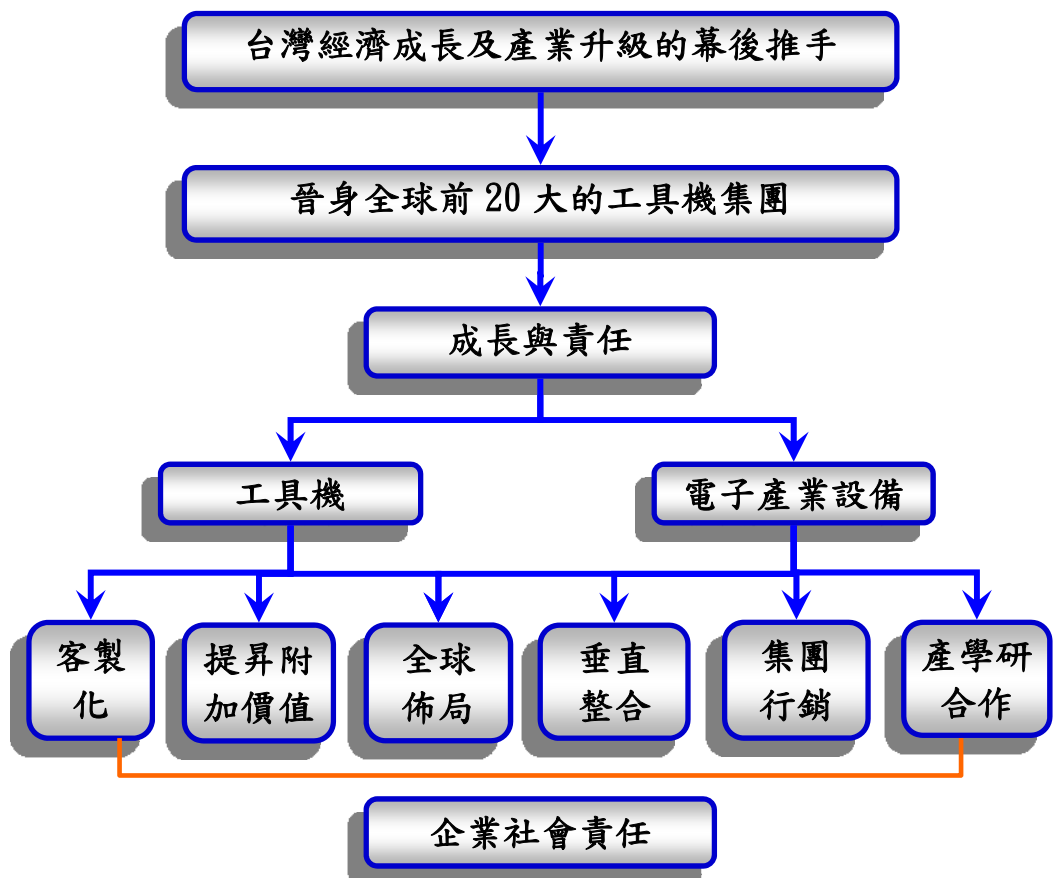 台灣經濟成長及產業升級的幕後推手
晉身全球前 20 大的工具機集團
成長與責任
工具機
電子產業設備
客製
化
提昇附
加價值
全球
佈局
垂直
整合
集團
行銷
產學研
合作
企業社會責任